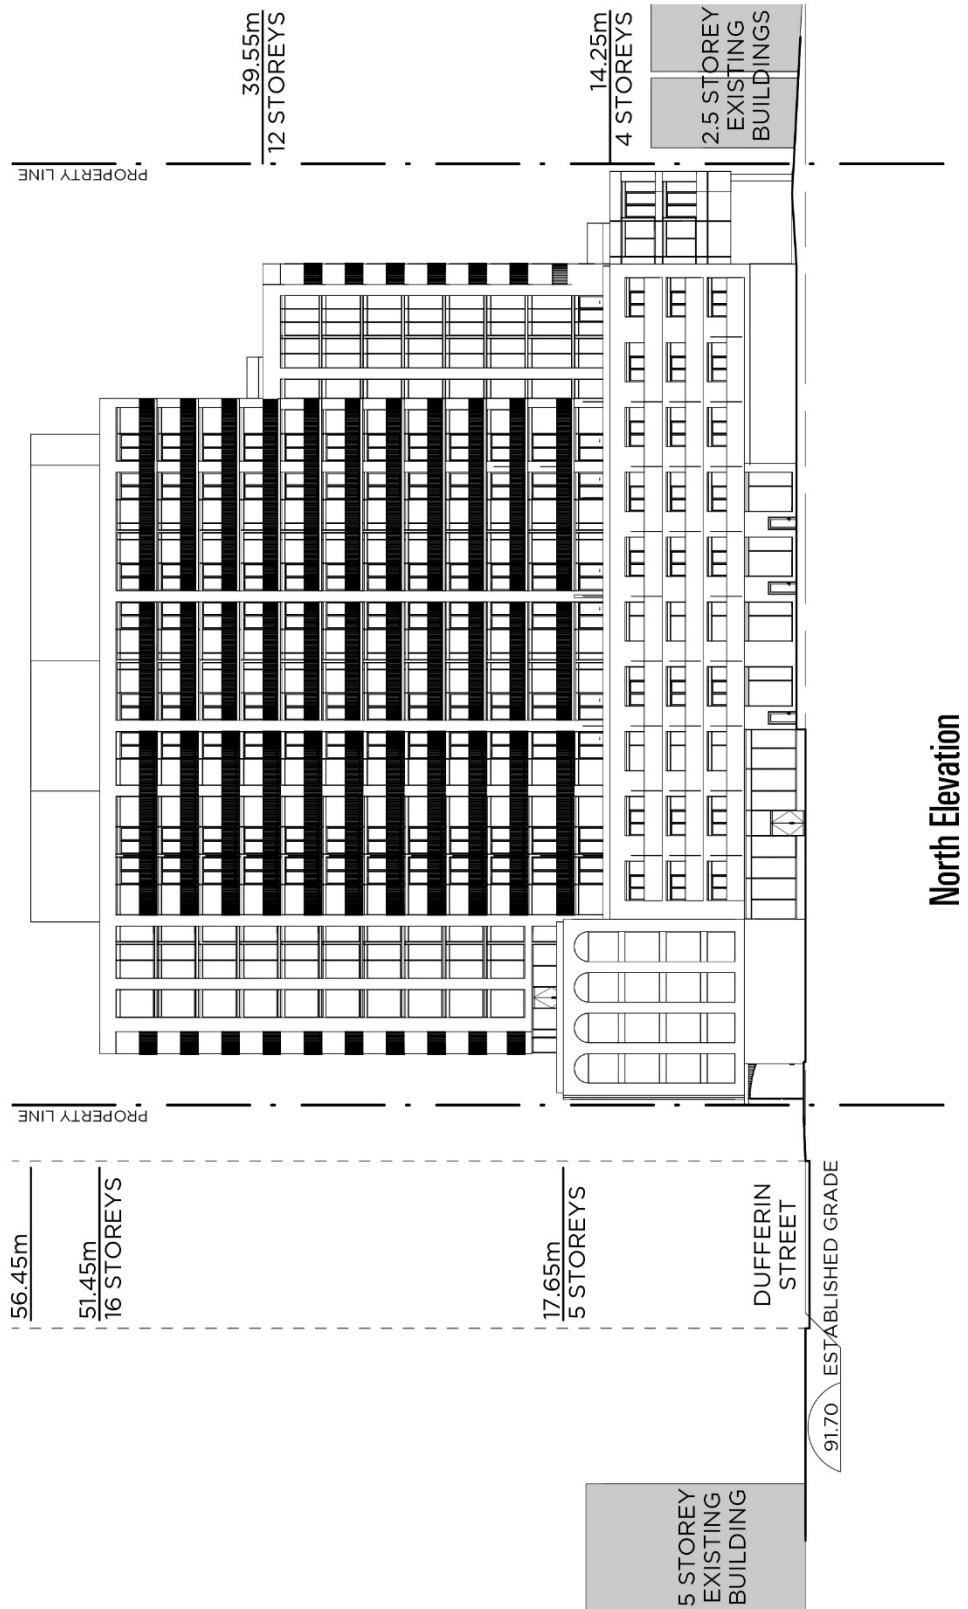 56.45m
51.45m
16 STOREYS
17.65m
5 STOREYS
39.55m
12 STOREYS
14.25m
4 STOREYS
PROPERTY LINE
PROPERTY LINE
5 STOREY
EXISTING
BUILDING
DUFFERIN
STREET
2.5 STOREY
EXISTING
BUILDINGS
91.70 ESTABLISHED GRADE
North Elevation